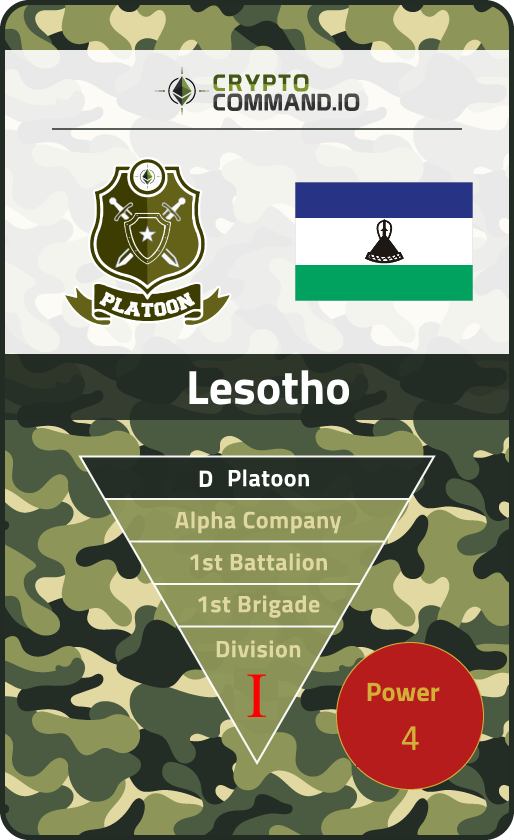 CRYPTO
COMMAND.IO
PLATOON
Lesotho
D Platoon
Alpha Company
1st Battalion
1st Brigade
Division
I
Power
4